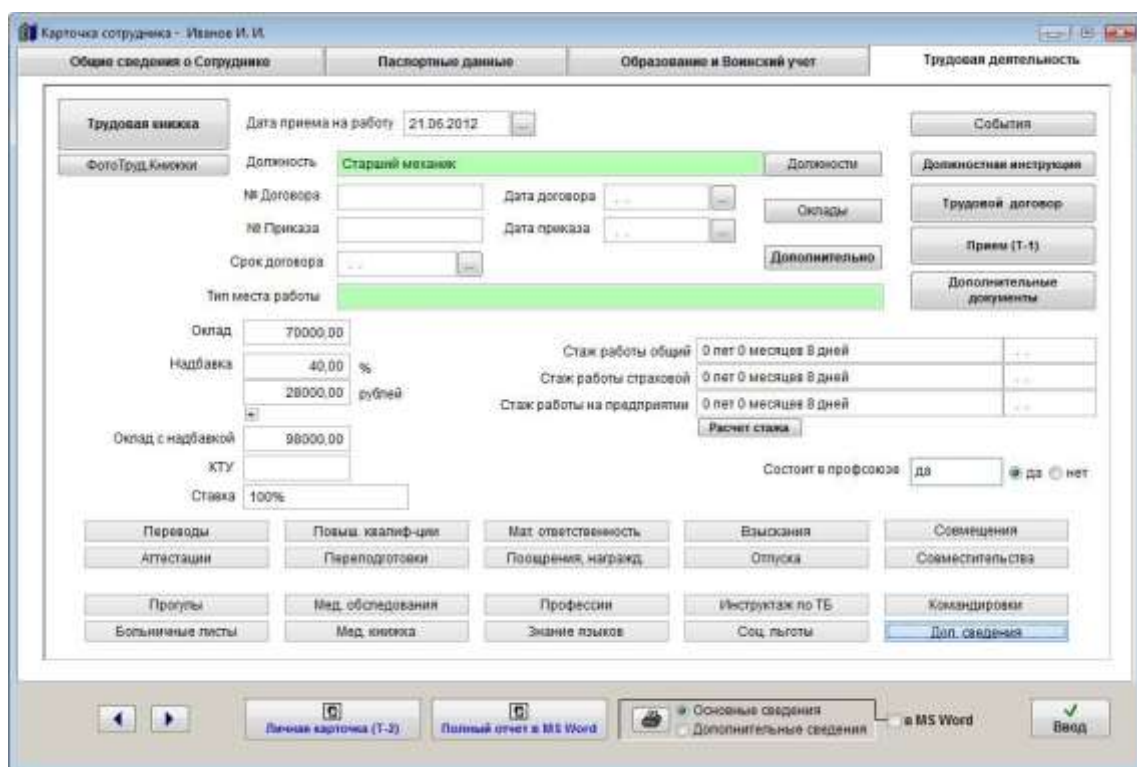 Карточка сотрудника - Иванов И. И.
Общие сведения о Сотруднике Паспортные данные Образование и Воинский учет Трудовая деятельность
Трудовая книжка Дата приема на работу 21.06.2012 ... События
ФотоТруд.Книжки Должность Старший механик Должности Должностная инструкция
№ Договора Дата договора . . ... Оклады Трудовой договор
№ Приказа Дата приказа . . ...
Срок договора . . ... Дополнительно Прием (Т-1)
Тип места работы Дополнительные
документы
Оклад 70000,00
Стаж работы общий 0 лет 0 месяцев 8 дней . .
Надбавка 40,00 %
Стаж работы страховой 0 лет 0 месяцев 8 дней . .
28000,00 рублей
Стаж работы на предприятии 0 лет 0 месяцев 8 дней . .
+
Расчет стажа
Оклад с надбавкой 98000,00
КТУ Состоит в профсоюзе да да нет
Ставка 100%
Переводы Повыш. квалиф-ции Мат. ответственность Взыскания Совмещения
Аттестации Переподготовки Поощрения, награжд. Отпуска Совместительства
Прогулы Мед. обследования Профессии Инструктаж по ТБ Командировки
Больничные листы Мед. книжка Знание языков Соц. льготы Доп. сведения
Личная карточка (Т-2) Полный отчет в MS Word Основные сведения
Дополнительные сведения в MS Word Ввод